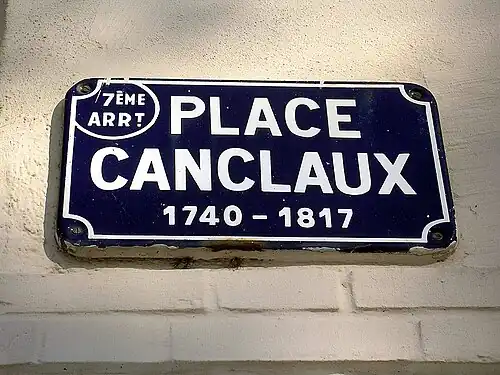 7ÈME
ARRT
PLACE
CANCLAUX
1740 - 1817